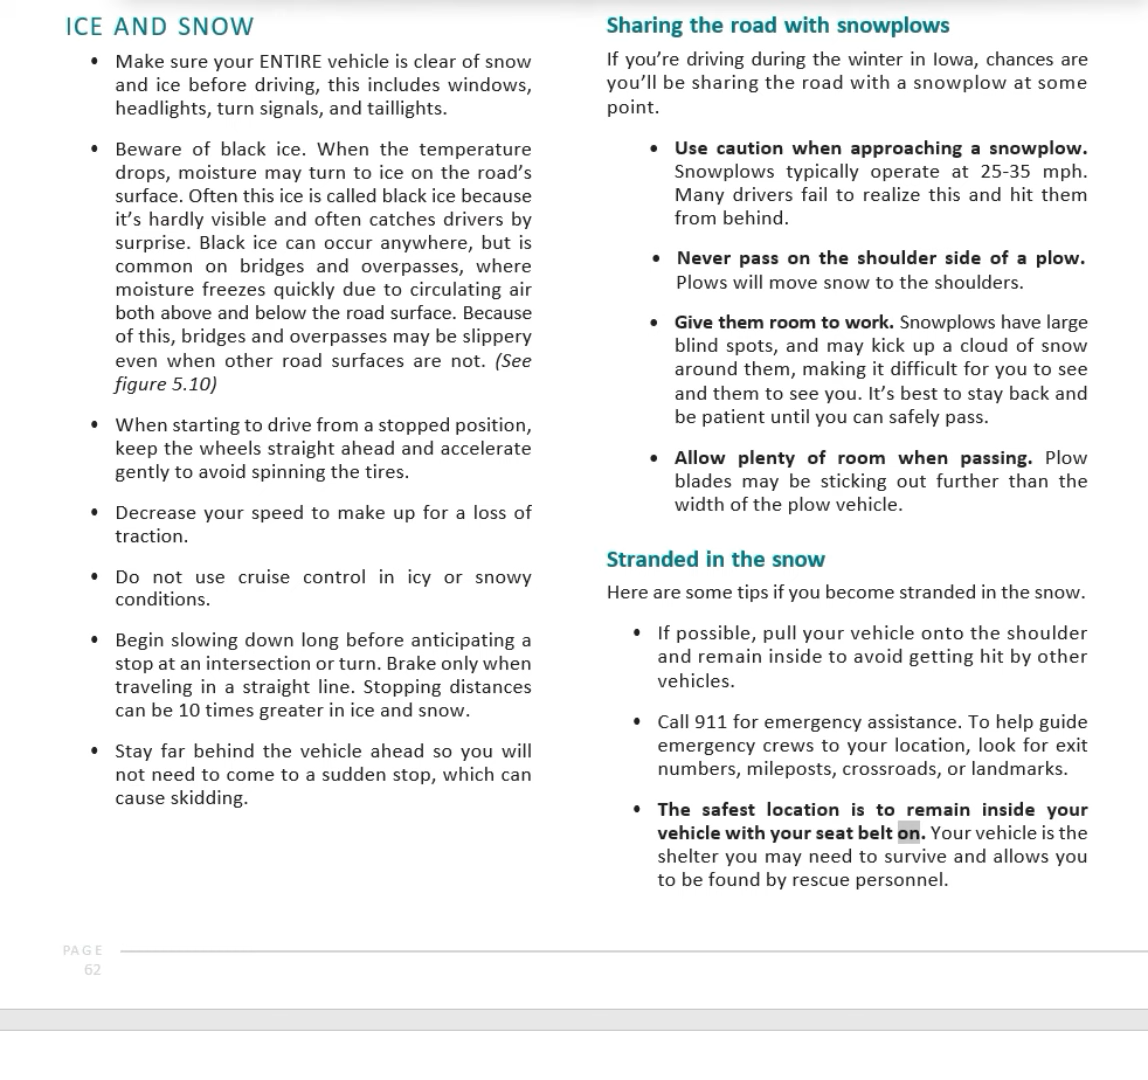 ICE AND SNOW
• Make sure your ENTIRE vehicle is clear of snow
and ice before driving, this includes windows,
headlights, turn signals, and taillights.
• Beware of black ice. When the temperature
drops, moisture may turn to ice on the road's
surface. Often this ice is called black ice because
it's hardly visible and often catches drivers by
surprise. Black ice can occur anywhere, but is
common on bridges and overpasses, where
moisture freezes quickly due to circulating air
both above and below the road surface. Because
of this, bridges and overpasses may be slippery
even when other road surfaces are not. (See
figure 5.10)
• When starting to drive from a stopped position,
keep the wheels straight ahead and accelerate
gently to avoid spinning the tires.
• Decrease your speed to make up for a loss of
traction.
• Do not use cruise control in icy or snowy
conditions.
• Begin slowing down long before anticipating a
stop at an intersection or turn. Brake only when
traveling in a straight line. Stopping distances
can be 10 times greater in ice and snow.
• Stay far behind the vehicle ahead so you will
not need to come to a sudden stop, which can
cause skidding.
Sharing the road with snowplows
If you're driving during the winter in Iowa, chances are
you'll be sharing the road with a snowplow at some
point.
• Use caution when approaching a snowplow.
Snowplows typically operate at 25-35 mph.
Many drivers fail to realize this and hit them
from behind.
• Never pass on the shoulder side of a plow.
Plows will move snow to the shoulders.
• Give them room to work. Snowplows have large
blind spots, and may kick up a cloud of snow
around them, making it difficult for you to see
and them to see you. It's best to stay back and
be patient until you can safely pass.
• Allow plenty of room when passing. Plow
blades may be sticking out further than the
width of the plow vehicle.
Stranded in the snow
Here are some tips if you become stranded in the snow.
• If possible, pull your vehicle onto the shoulder
and remain inside to avoid getting hit by other
vehicles.
• Call 911 for emergency assistance. To help guide
emergency crews to your location, look for exit
numbers, mileposts, crossroads, or landmarks.
• The safest location is to remain inside your
vehicle with your seat belt on. Your vehicle is the
shelter you may need to survive and allows you
to be found by rescue personnel.
PAGE
62